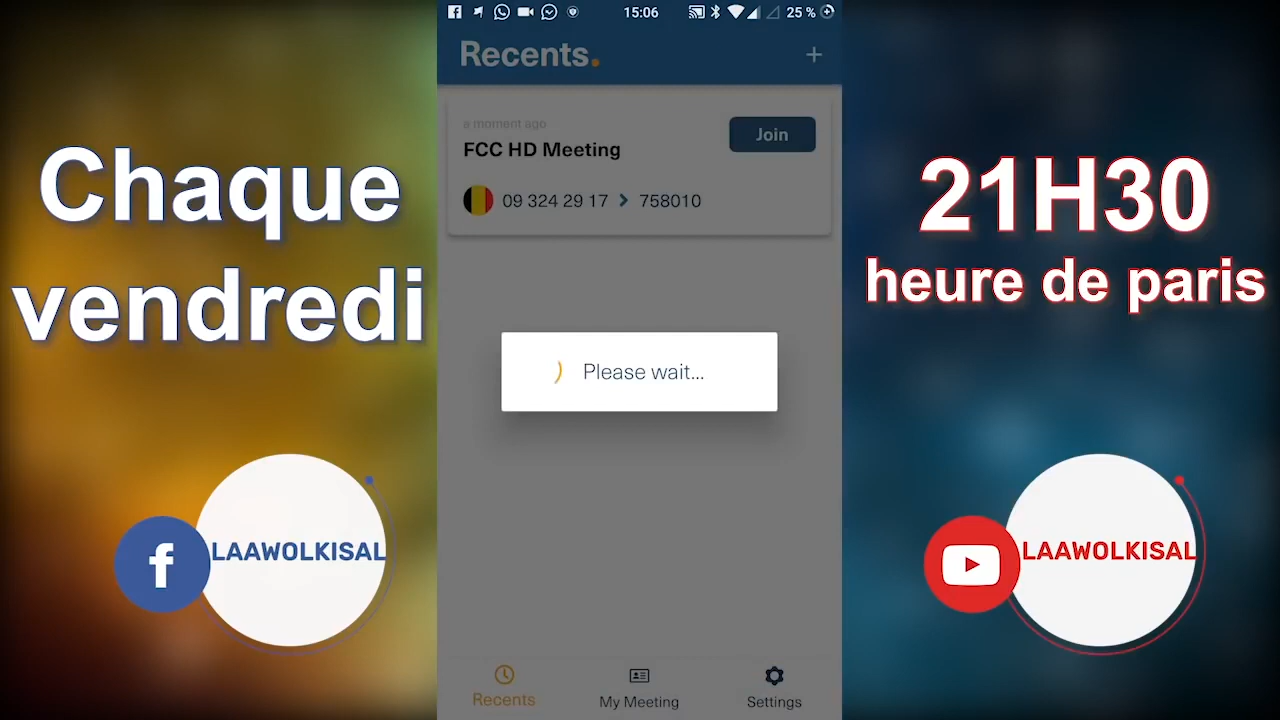 Chaque
vendredi
LAAWOLKISAL
15:06
25 %
Recents.
a moment ago
FCC HD Meeting
Join
09 324 29 17 > 758010
Please wait...
Recents
My Meeting
Settings
21H30
heure de paris
LAAWOLKISAL